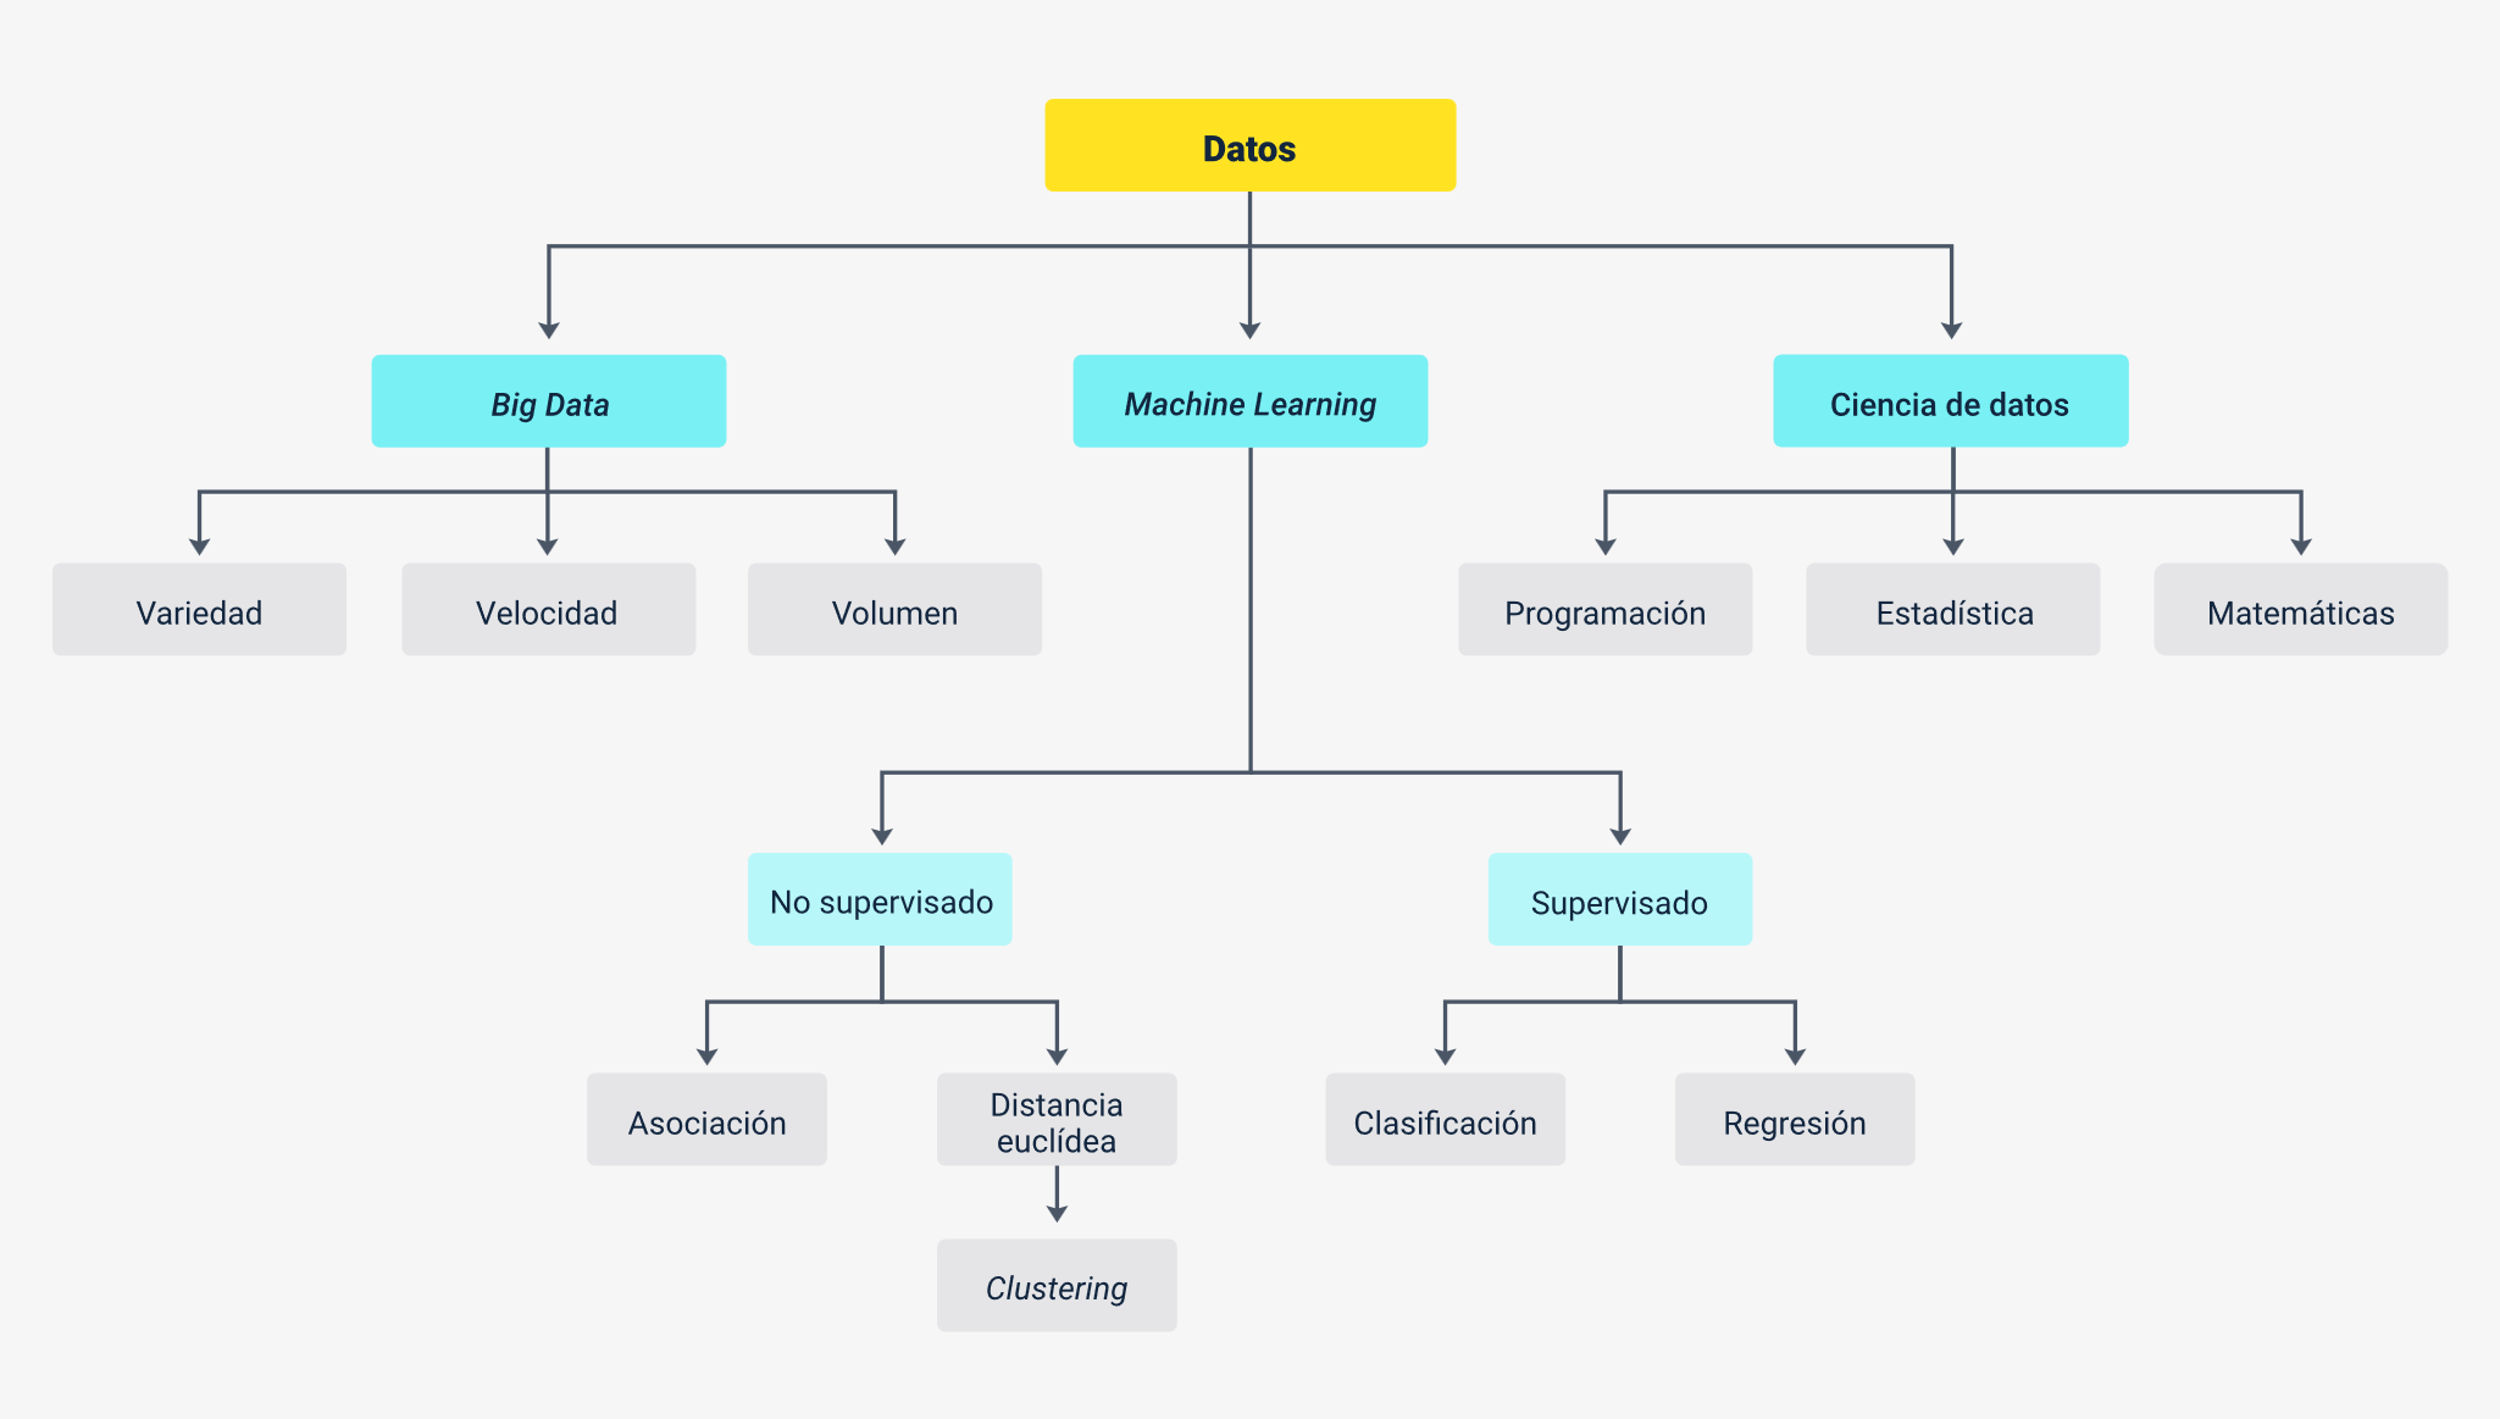 Datos
Big Data
Machine Learning
Ciencia de datos
Variedad
Velocidad
Volumen
Programación
Estadística
Matemáticas
No supervisado
Supervisado
Asociación
Distancia
euclídea
Clasificación
Regresión
Clustering